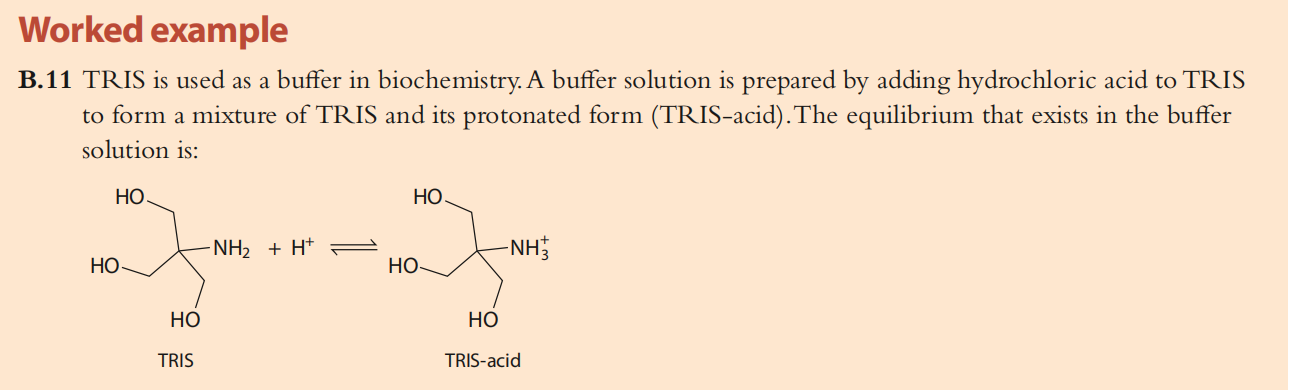 Worked example
B.11 TRIS is used as a buffer in biochemistry. A buffer solution is prepared by adding hydrochloric acid to TRIS
to form a mixture of TRIS and its protonated form (TRIS-acid). The equilibrium that exists in the buffer
solution is:
HO HO
NH₂ + H⁺ ⇌ NH₃⁺
HO HO
HO HO
TRIS TRIS-acid